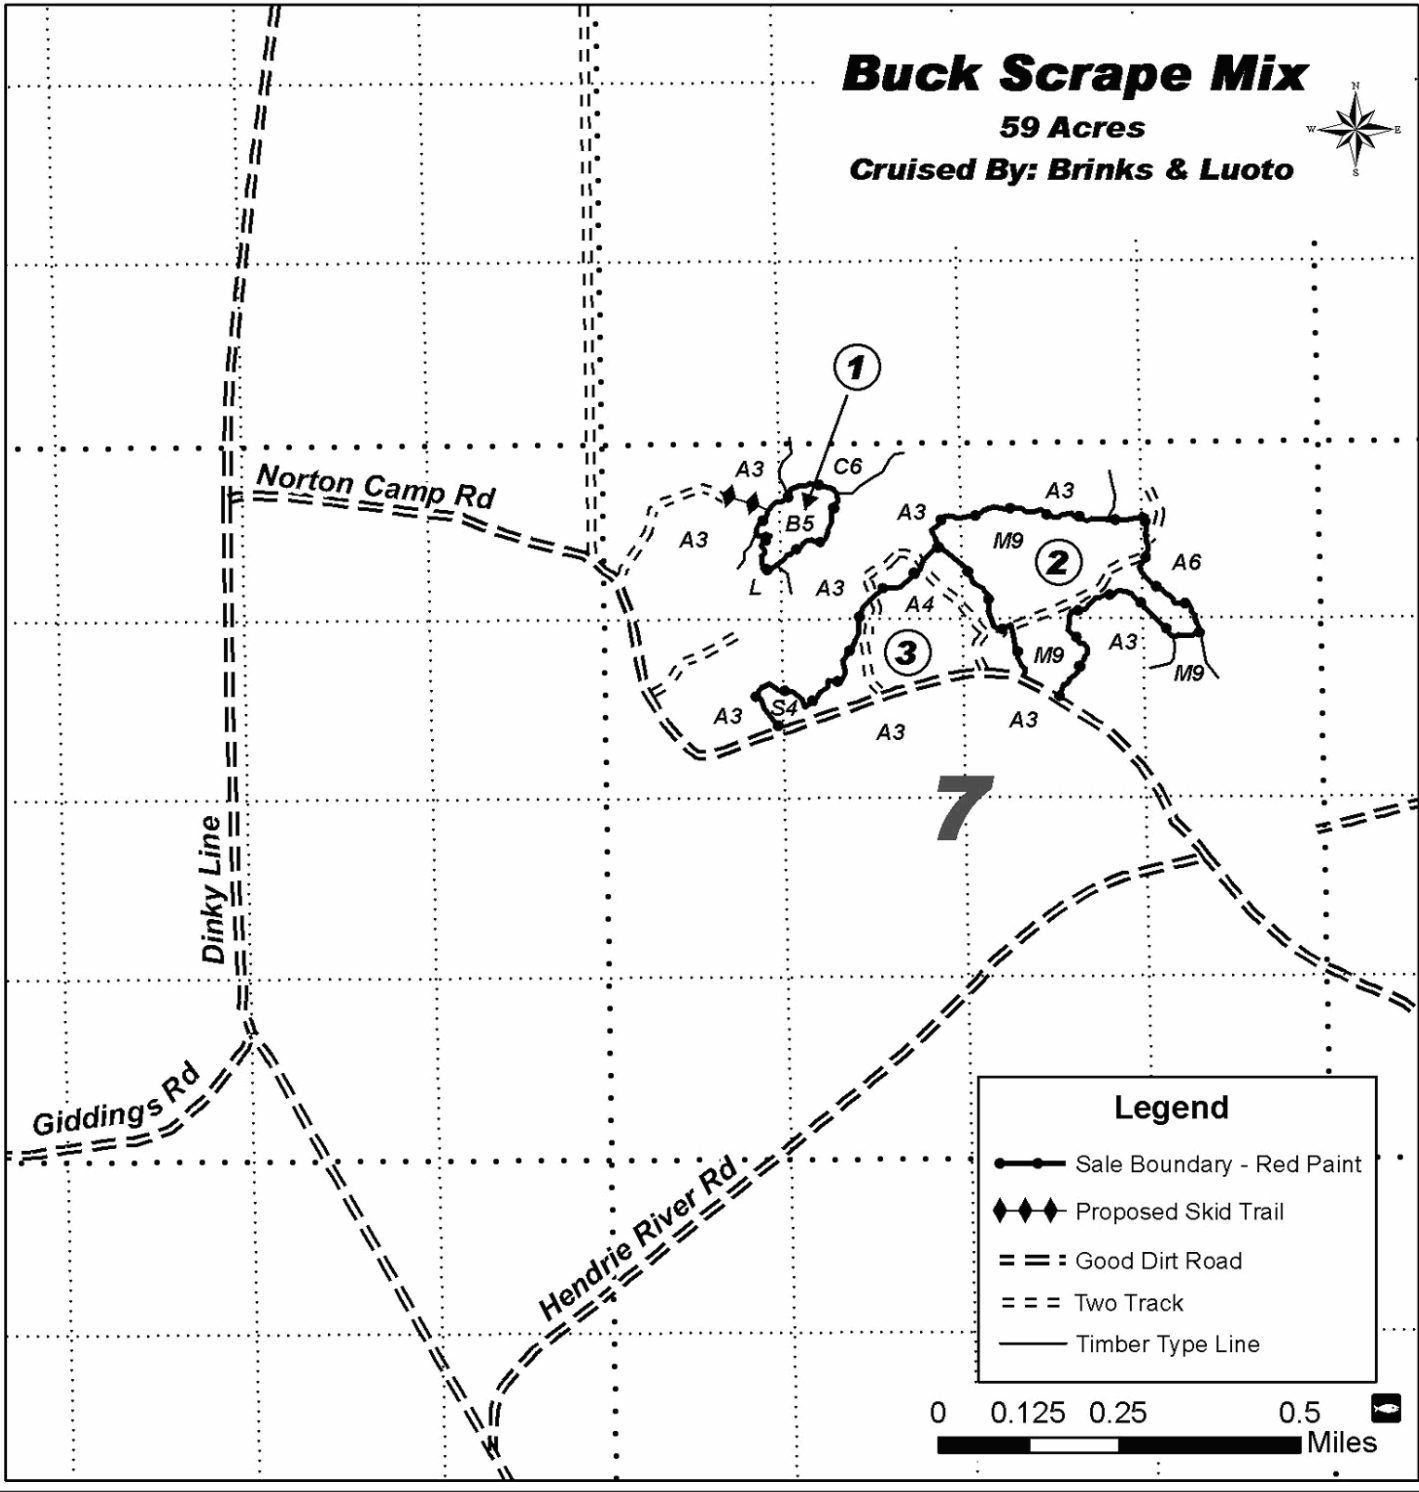 Buck Scrape Mix
59 Acres
Cruised By: Brinks & Luoto
N
W
E
S
1
A3
C6
Norton Camp Rd
A3
B5
A3
A3
M9
2
A6
L
A3
A4
3
M9
A3
M9
A3
S4
A3
A3
7
Dinky Line
Giddings Rd
Hendrie River Rd
Legend
Sale Boundary - Red Paint
Proposed Skid Trail
Good Dirt Road
Two Track
Timber Type Line
0 0.125 0.25 0.5
Miles